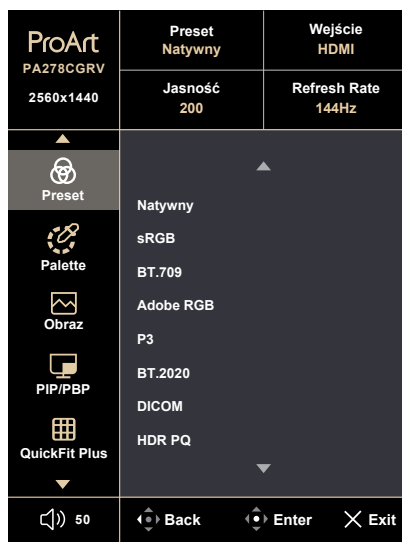 ProArt
PA278CGRV
2560x1440
Preset
Natywny
Wejście
HDMI
Jasność
200
Refresh Rate
144Hz
Preset
Palette
Obraz
PIP/PBP
QuickFit Plus
Natywny
sRGB
BT.709
Adobe RGB
P3
BT.2020
DICOM
HDR PQ
50
Back
Enter
Exit